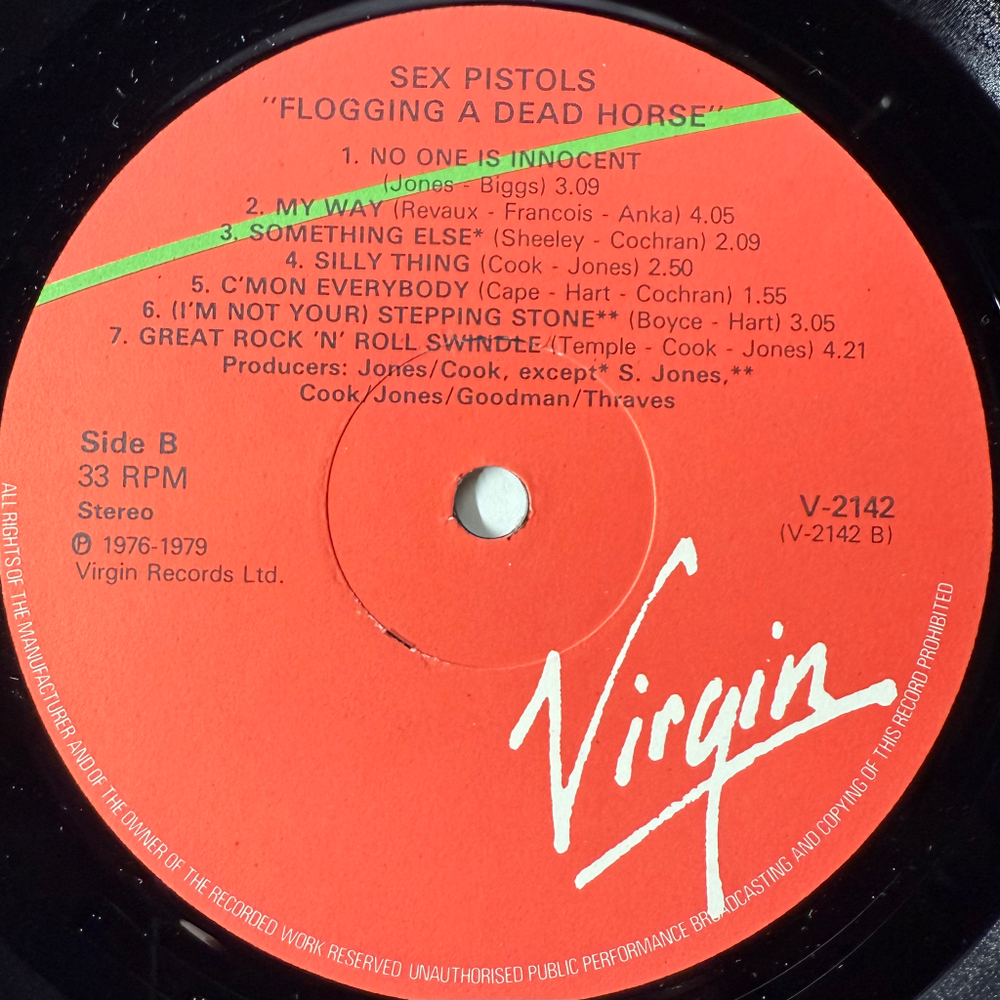 SEX PISTOLS
"FLOGGING A DEAD HORSE"
1. NO ONE IS INNOCENT
(Jones - Biggs) 3.09
2. MY WAY (Revaux - Francois - Anka) 4.05
3. SOMETHING ELSE* (Sheeley - Cochran) 2.09
4. SILLY THING (Cook - Jones) 2.50
5. C'MON EVERYBODY (Cape - Hart - Cochran) 1.55
6. (I'M NOT YOUR) STEPPING STONE** (Boyce - Hart) 3.05
7. GREAT ROCK 'N' ROLL SWINDLE (Temple - Cook - Jones) 4.21
Producers: Jones/Cook, except* S. Jones,**
Cook/Jones/Goodman/Thraves
Side B
33 RPM
Stereo
℗ 1976-1979
Virgin Records Ltd.
V-2142
(V-2142 B)
Virgin
ALL RIGHTS OF THE MANUFACTURER AND OF THE OWNER OF THE RECORDED WORK RESERVED UNAUTHORISED PUBLIC PERFORMANCE BROADCASTING AND COPYING OF THIS RECORD PROHIBITED